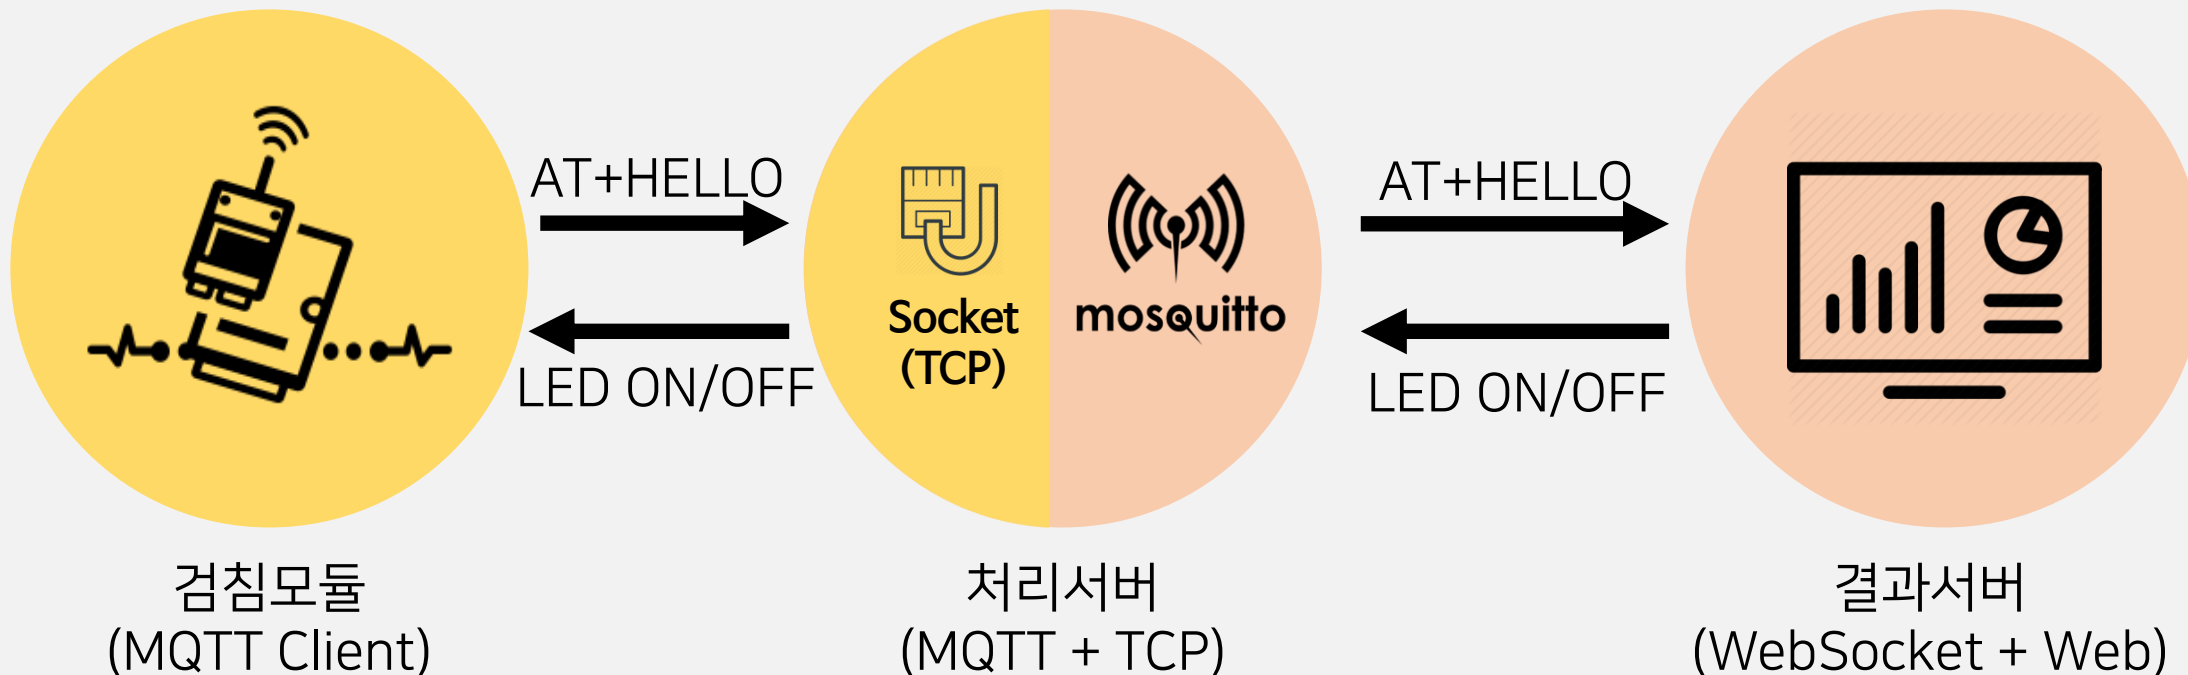 AT+HELLO
LED ON/OFF
Socket
(TCP)
mosquitto
AT+HELLO
LED ON/OFF
검침모듈
(MQTT Client)
처리서버
(MQTT + TCP)
결과서버
(WebSocket + Web)